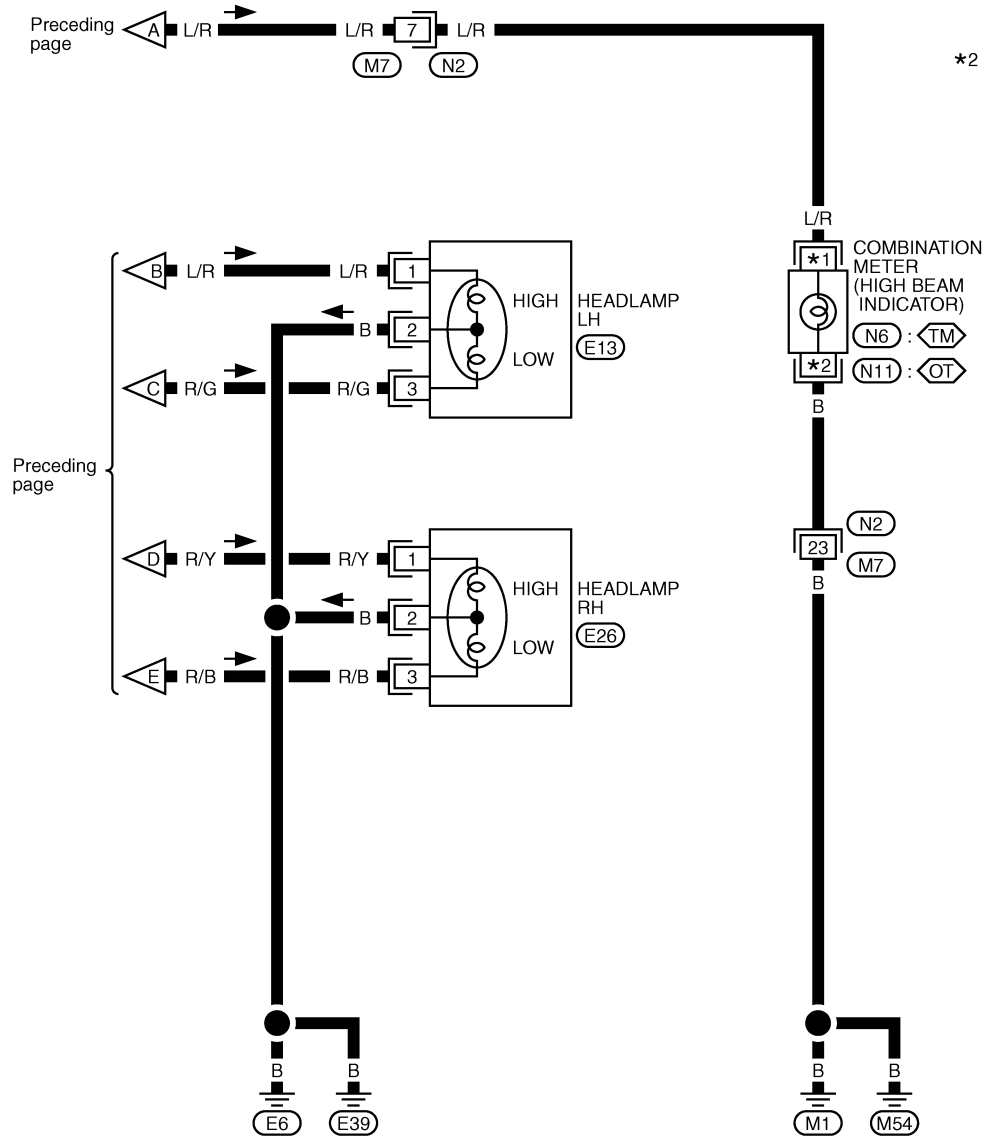 Preceding
page
A L/R L/R 7 L/R
M7 N2
*2
L/R
*1 COMBINATION
METER
(HIGH BEAM
INDICATOR)
N6 : TM
*2 N11 : OT
B
B L/R L/R 1
HIGH HEADLAMP
LH
B 2
E13
LOW
C R/G R/G 3
Preceding
page
N2
23
M7
B
D R/Y R/Y 1
HIGH HEADLAMP
RH
B 2
E26
LOW
E R/B R/B 3
B B B B
E6 E39 M1 M54